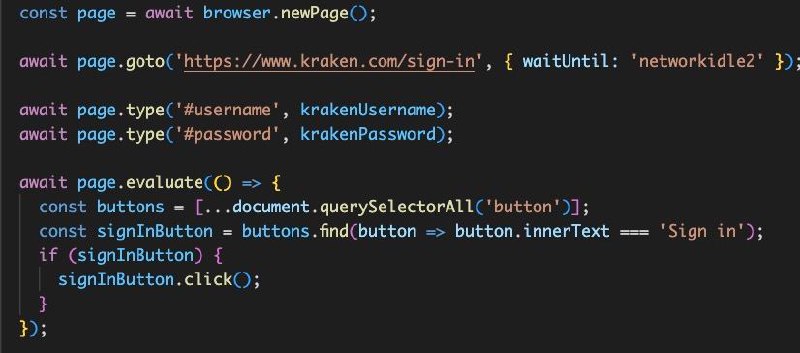 const page = await browser.newPage();
await page.goto('https://www.kraken.com/sign-in', { waitUntil: 'networkidle2' });
await page.type('#username', krakenUsername);
await page.type('#password', krakenPassword);
await page.evaluate(() => {
  const buttons = [...document.querySelectorAll('button')];
  const signInButton = buttons.find(button => button.innerText === 'Sign in');
  if (signInButton) {
    signInButton.click();
  }
});